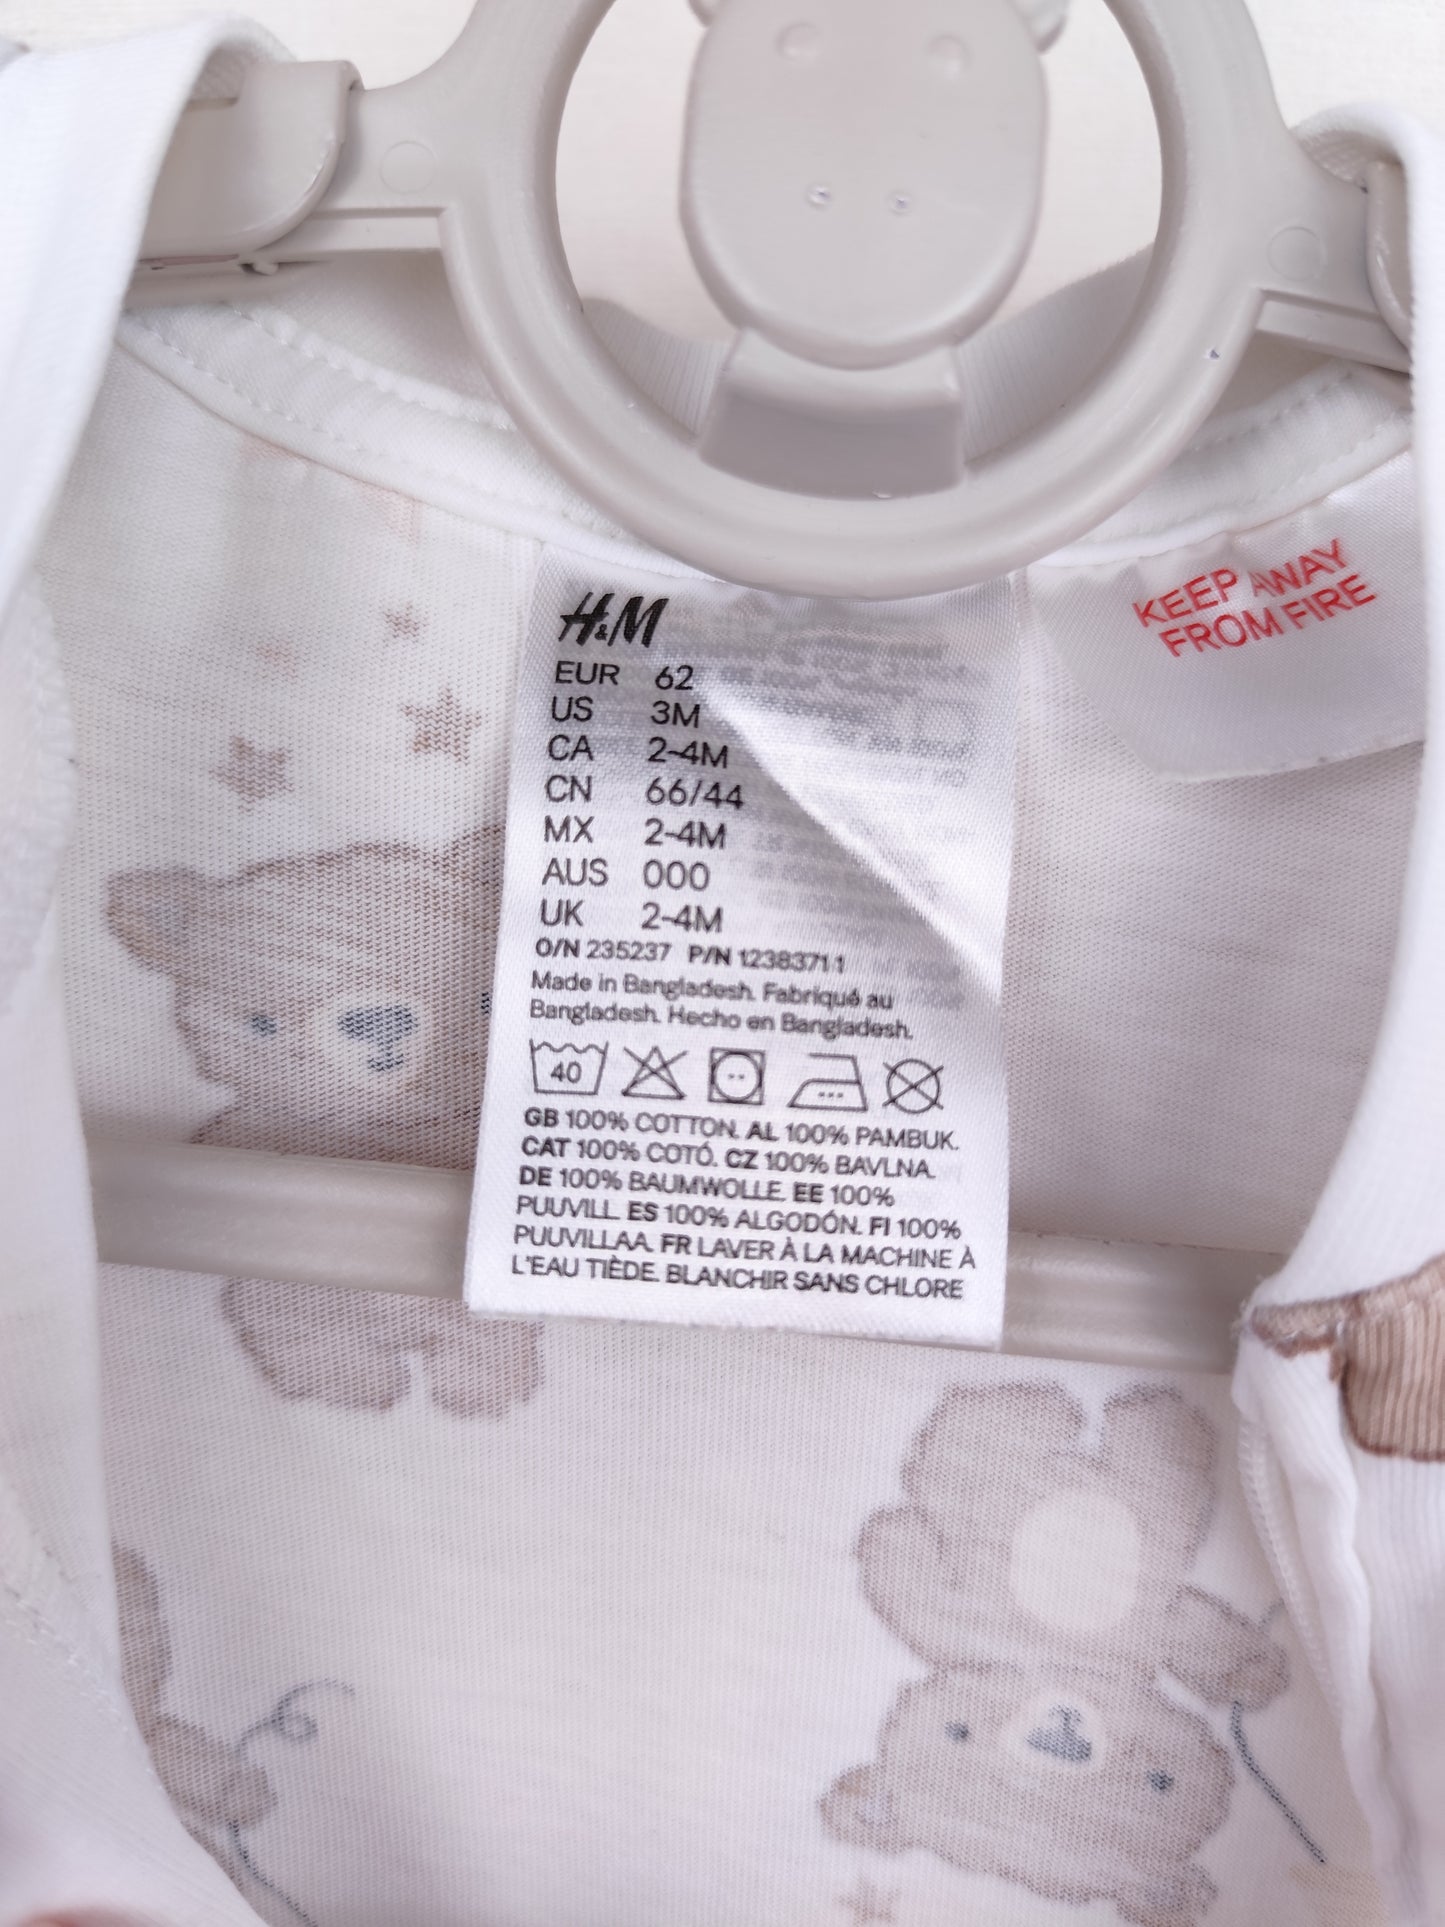 H&M
EUR 62
US 3M
CA 2-4M
CN 66/44
MX 2-4M
AUS 000
UK 2-4M
O/N 235237 P/N 1238371 1
Made in Bangladesh. Fabriqué au
Bangladesh. Hecho en Bangladesh.
40
GB 100% COTTON. AL 100% PAMBUK.
CAT 100% COTÓ. CZ 100% BAVLNA.
DE 100% BAUMWOLLE. EE 100%
PUUVILL. ES 100% ALGODÓN. FI 100%
PUUVILLAA. FR LAVER À LA MACHINE À
L'EAU TIÈDE. BLANCHIR SANS CHLORE
KEEP AWAY
FROM FIRE